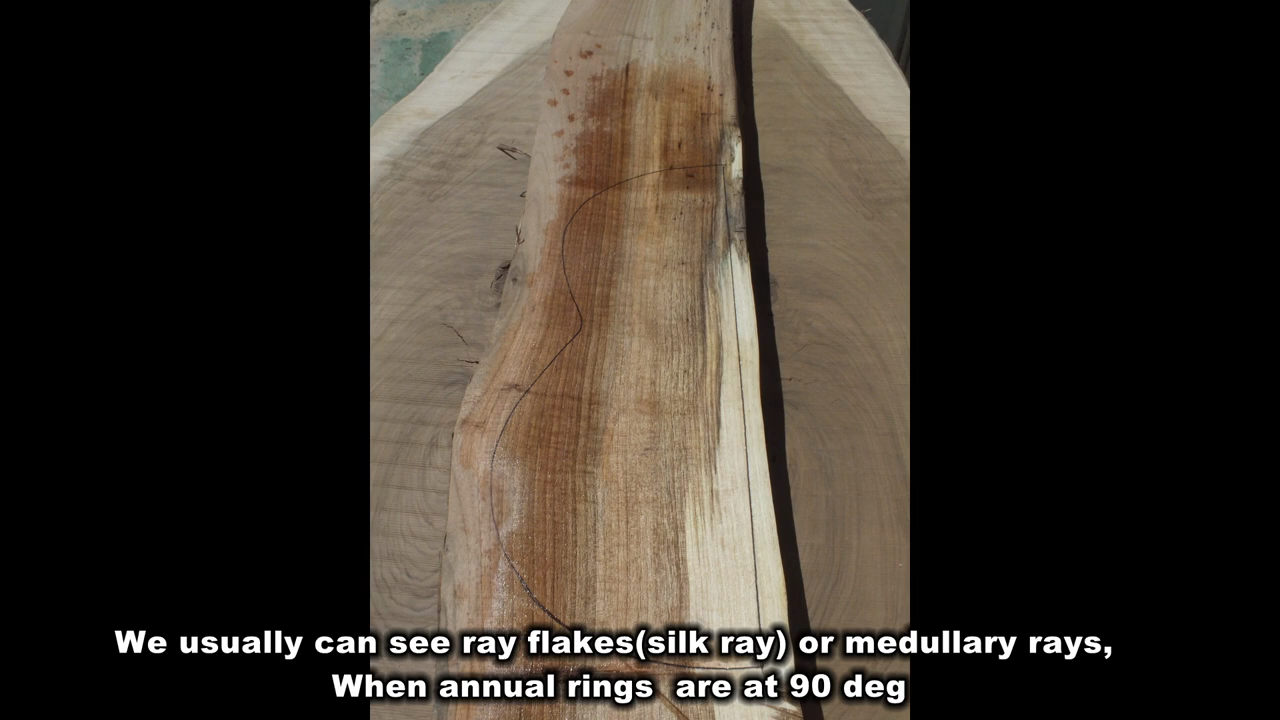 We usually can see ray flakes(silk ray) or medullary rays,
When annual rings  are at 90 deg